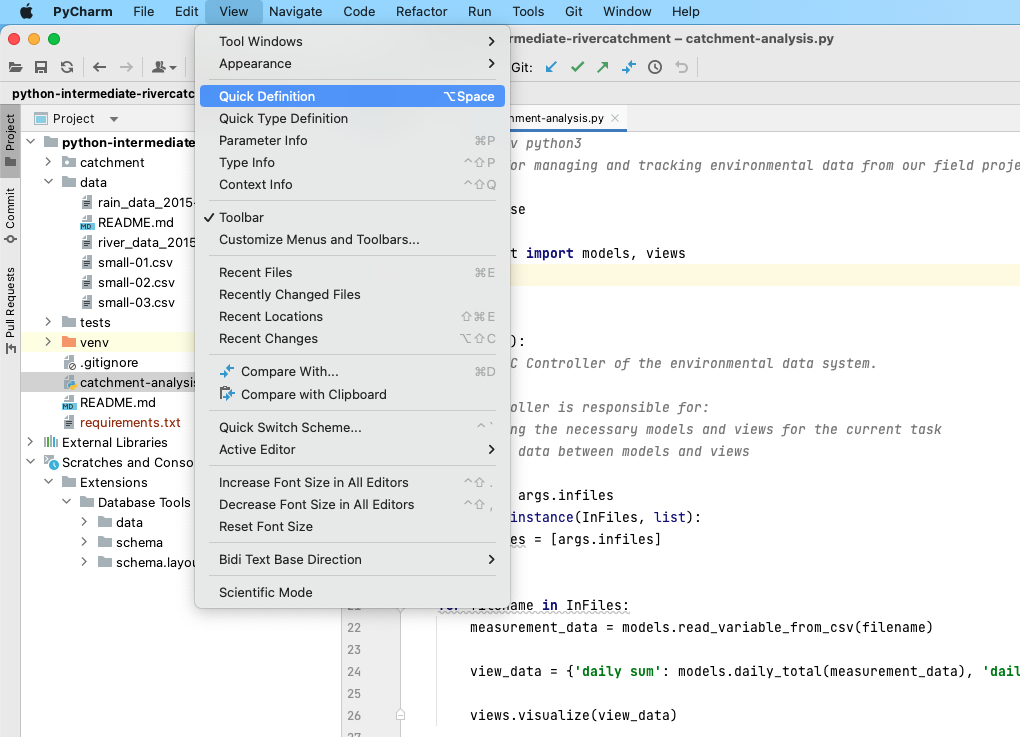 PyCharm File Edit View Navigate Code Refactor Run Tools Git Window Help
rmediate-rivercatchment – catchment-analysis.py
Git:
python-intermediate-rivercatc
Project
Commit
Pull Requests
Project
python-intermediate
catchment
data
rain_data_2015-
README.md
river_data_2015
small-01.csv
small-02.csv
small-03.csv
tests
venv
.gitignore
catchment-analysis
README.md
requirements.txt
External Libraries
Scratches and Conso
Extensions
Database Tools
data
schema
schema.layou
Tool Windows
Appearance
Quick Definition ⌥Space
Quick Type Definition
Parameter Info ⌘P
Type Info ⌃⇧P
Context Info ⌃⇧Q
Toolbar
Customize Menus and Toolbars...
Recent Files ⌘E
Recently Changed Files
Recent Locations ⇧⌘E
Recent Changes ⌥⇧C
Compare With... ⌘D
Compare with Clipboard
Quick Switch Scheme... ⌃`
Active Editor
Increase Font Size in All Editors ⌃⇧.
Decrease Font Size in All Editors ⌃⇧,
Reset Font Size
Bidi Text Base Direction
Scientific Mode
hment-analysis.py
v python3
or managing and tracking environmental data from our field proje
se
t import models, views
):
C Controller of the environmental data system.
oller is responsible for:
ng the necessary models and views for the current task
data between models and views
args.infiles
instance(InFiles, list):
es = [args.infiles]
for filename in InFiles:
22 measurement_data = models.read_variable_from_csv(filename)
23
24 view_data = {'daily sum': models.daily_total(measurement_data), 'dail
25
26 views.visualize(view_data)